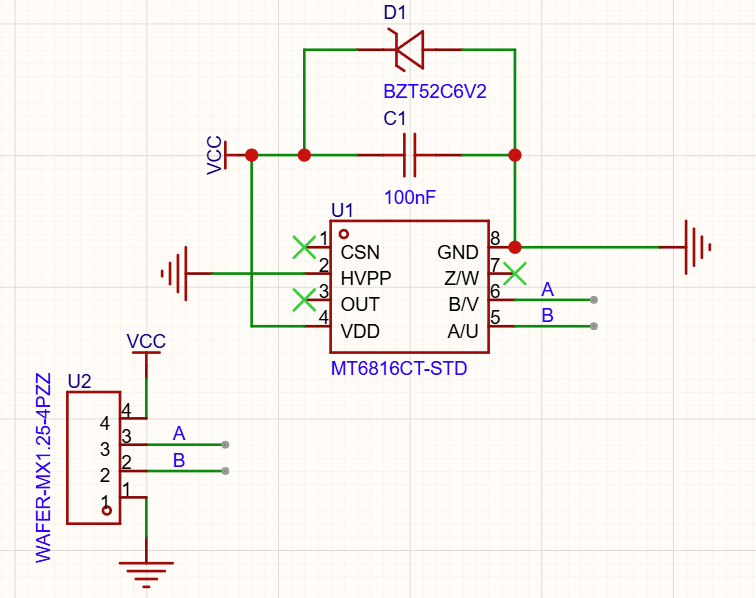 D1
BZT52C6V2
C1
VCC
100nF
U1
1 CSN GND 8
2 HVPP Z/W 7
3 OUT B/V 6 A
4 VDD A/U 5 B
MT6816CT-STD
VCC
U2
WAFER-MX1.25-4PZZ
4 4
3 3 A
2 2 B
1 1